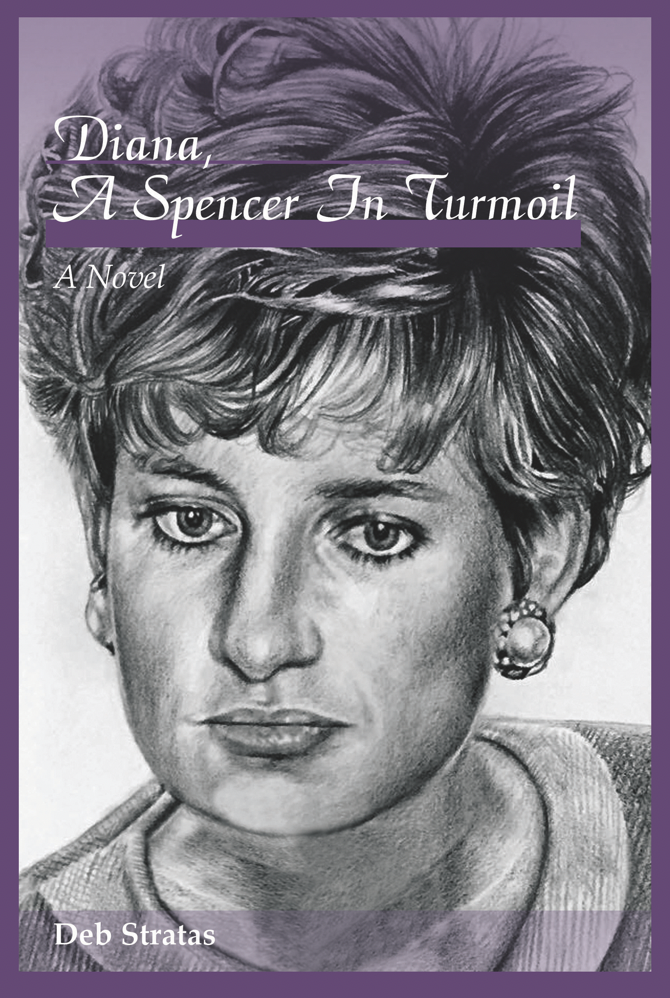 Diana,
A Spencer In Turmoil
A Novel
Deb Stratas